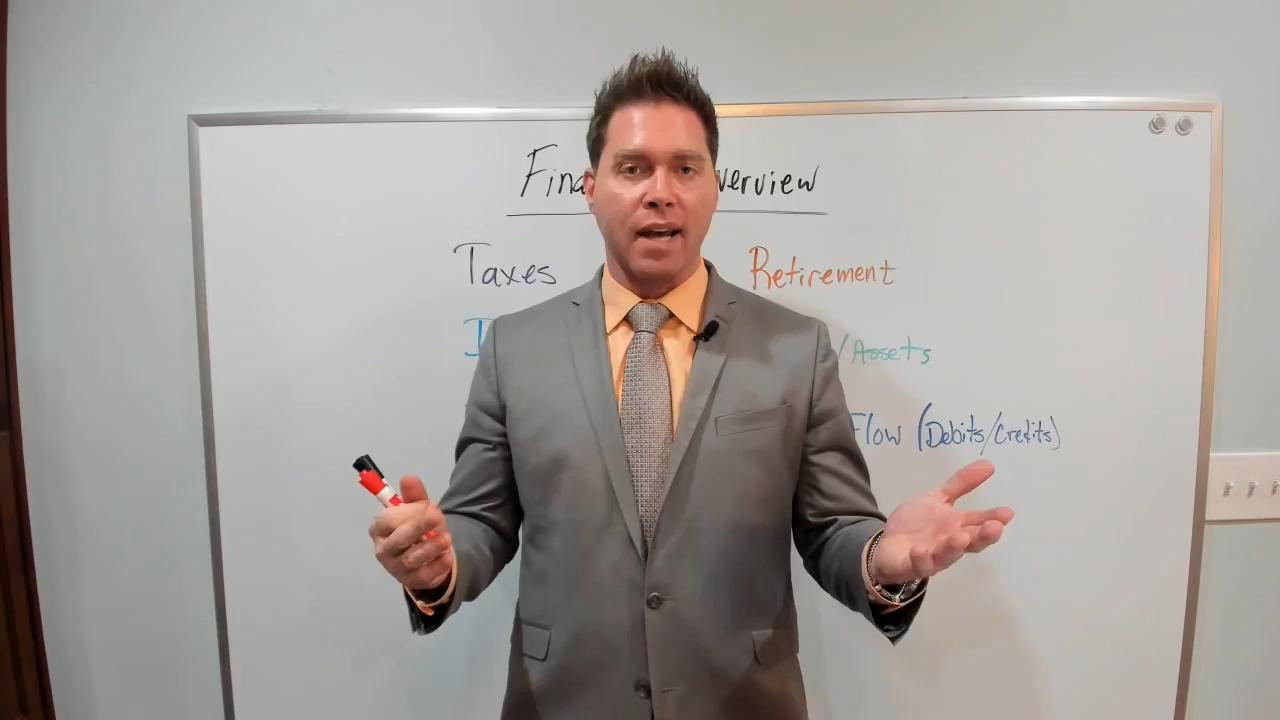 Fina verview
Taxes Retirement
/Assets
Flow (Debits/Credits)